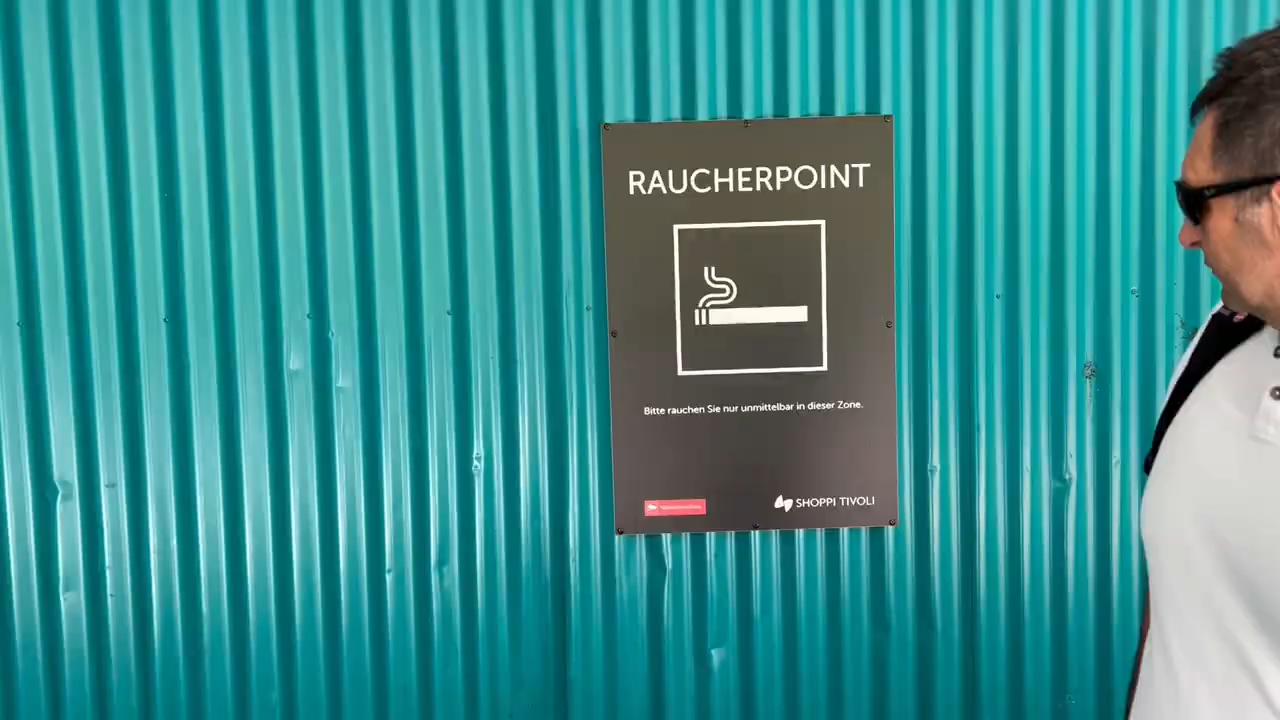 RAUCHERPOINT
Bitte rauchen Sie nur unmittelbar in dieser Zone.
SHOPPI TIVOLI